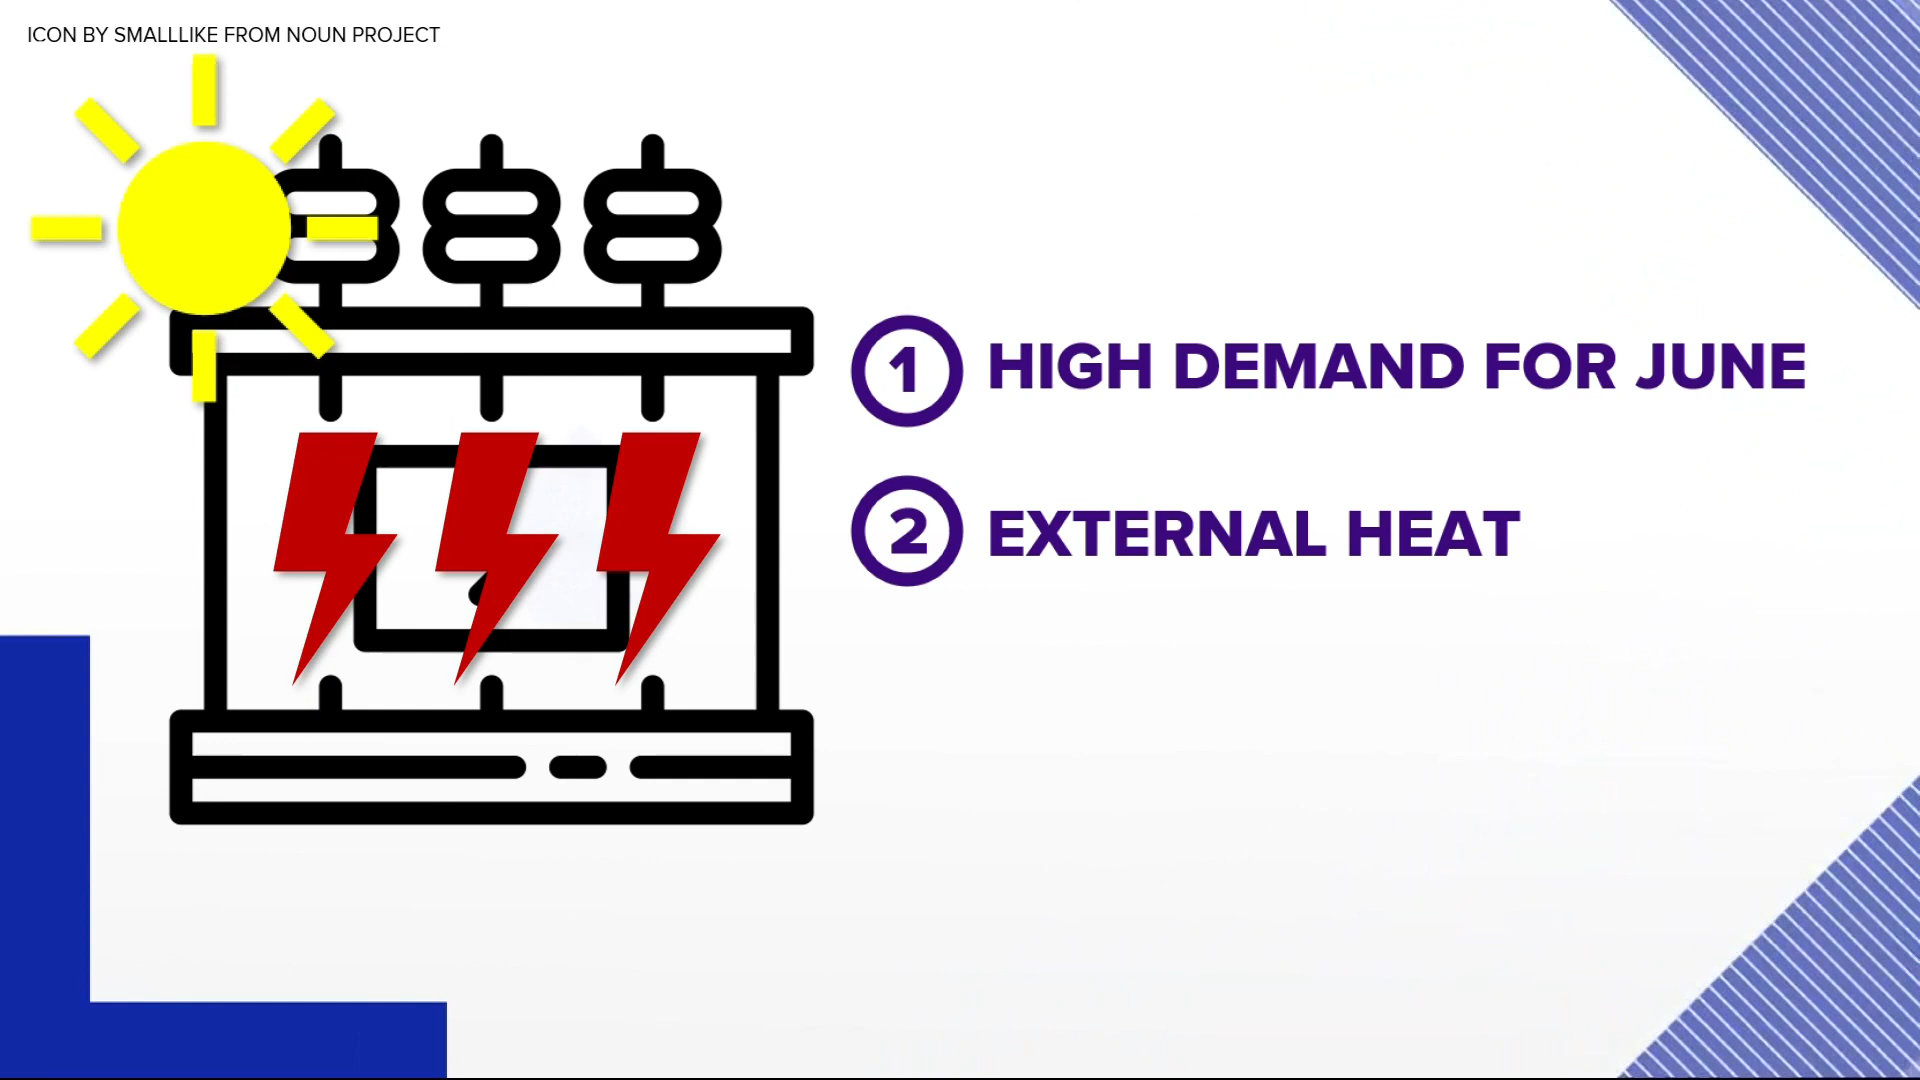 ICON BY SMALLLIKE FROM NOUN PROJECT
1 HIGH DEMAND FOR JUNE
2 EXTERNAL HEAT